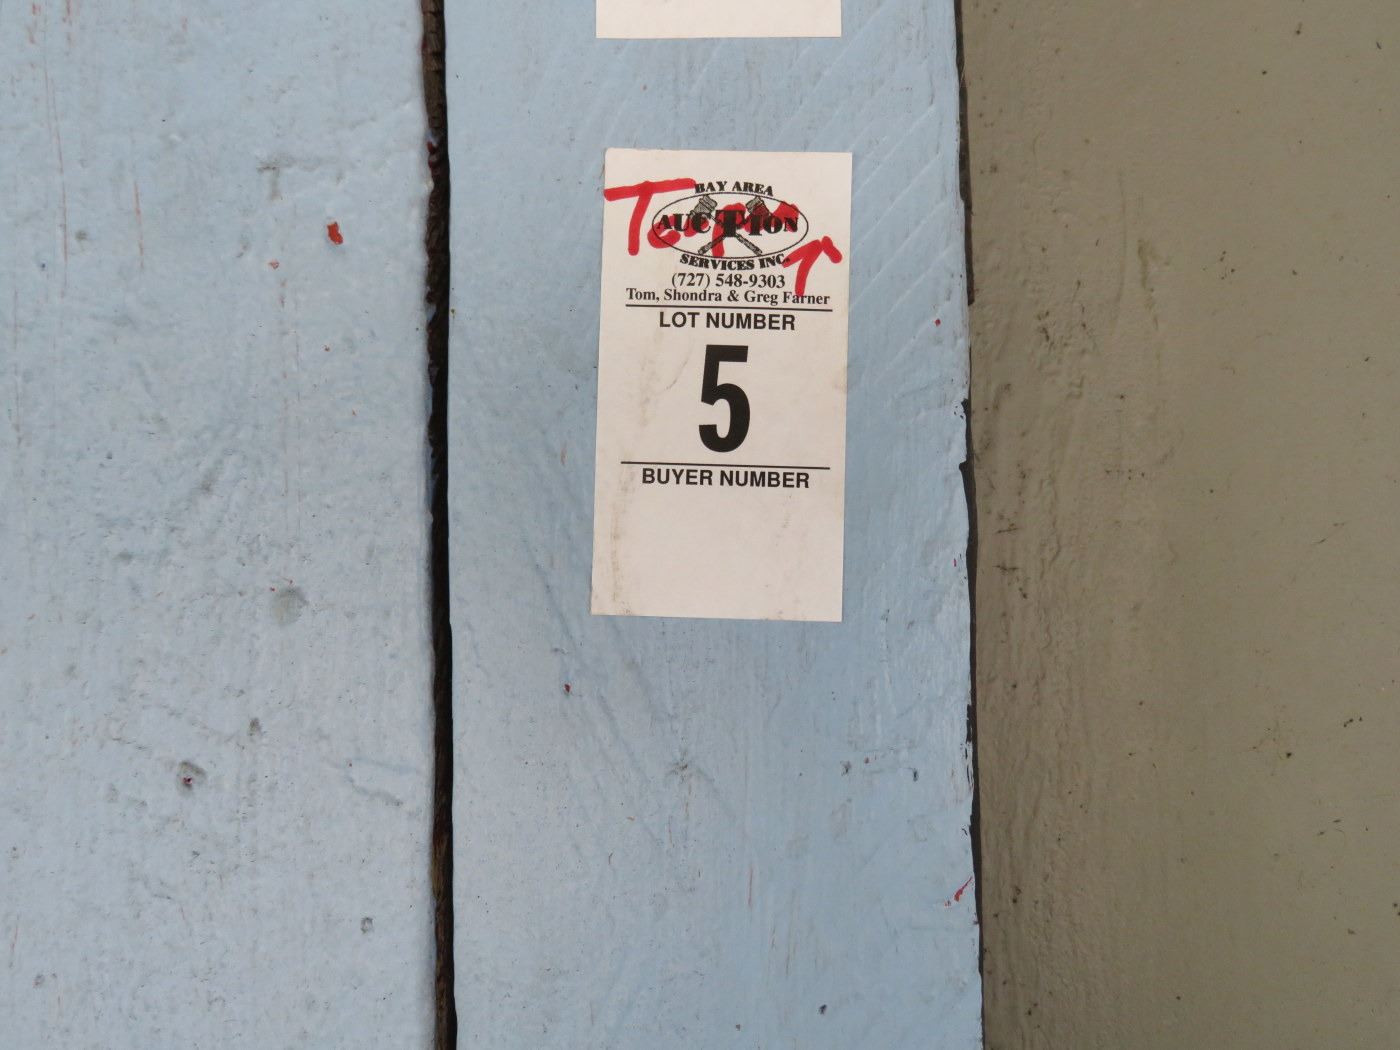 BAY AREA
AUCTION
SERVICES INC.
(727) 548-9303
Tom, Shondra & Greg Farner
LOT NUMBER
5
BUYER NUMBER